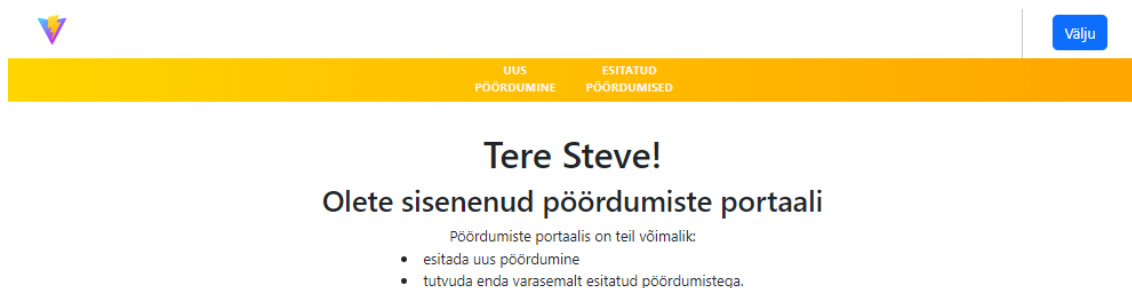 Välju
UUS PÖÖRDUMINE
ESITATUD PÖÖRDUMISED
Tere Steve!
Olete sisenenud pöördumiste portaali
Pöördumiste portaalis on teil võimalik:
• esitada uus pöördumine
• tutvuda enda varasemalt esitatud pöördumistega.